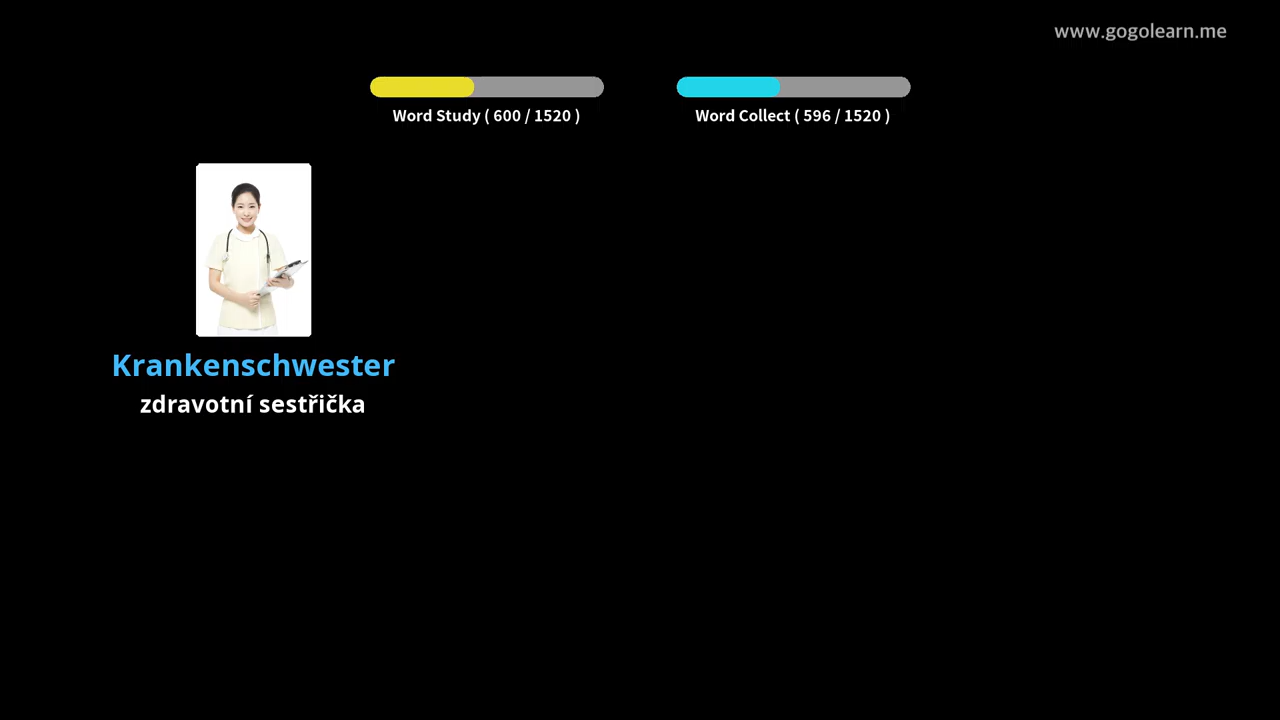 www.gogolearn.me
Word Study ( 600 / 1520 )
Word Collect ( 596 / 1520 )
Krankenschwester
zdravotní sestřička